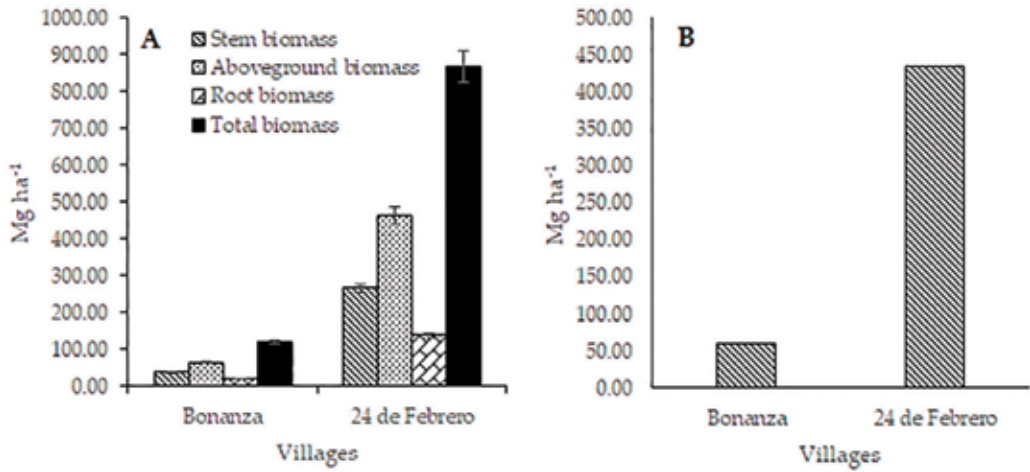 A
Stem biomass
Aboveground biomass
Root biomass
Total biomass
1000.00
900.00
800.00
700.00
600.00
500.00
400.00
300.00
200.00
100.00
0.00
Mg ha⁻¹
Bonanza
24 de Febrero
Villages
B
500.00
450.00
400.00
350.00
300.00
250.00
200.00
150.00
100.00
50.00
0.00
Mg ha⁻¹
Bonanza
24 de Febrero
Villages